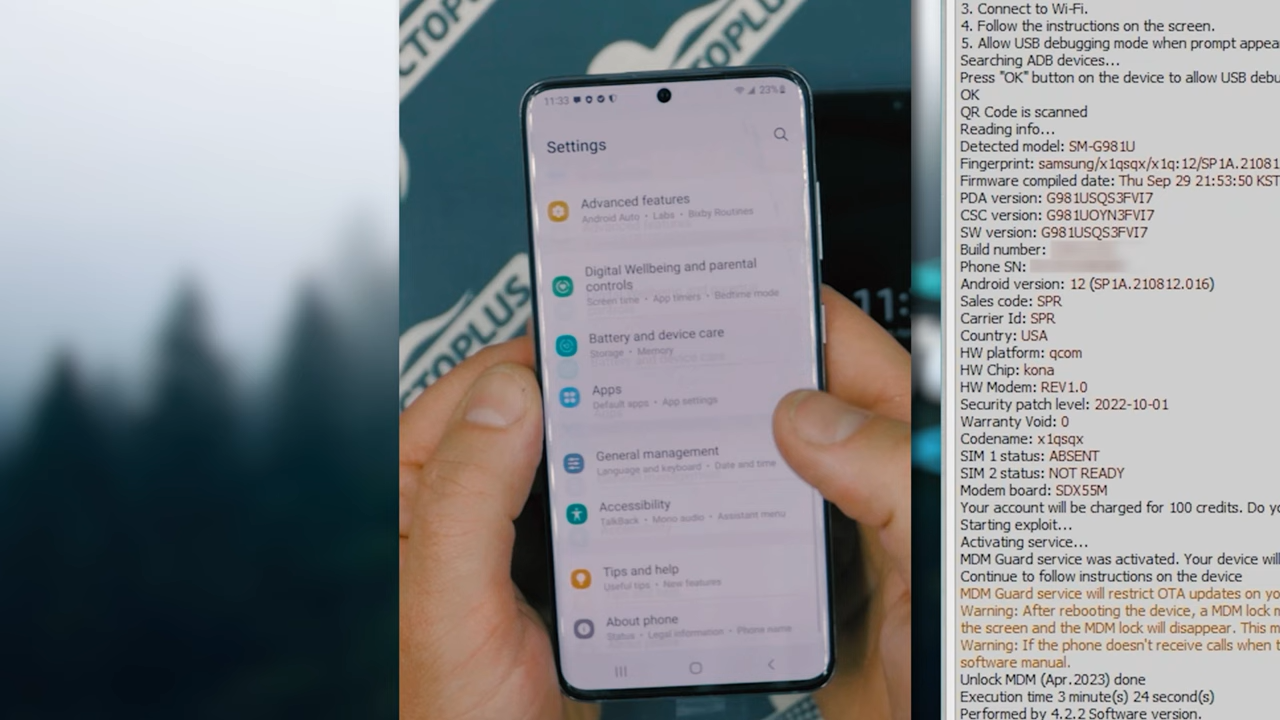 CTOPLUS
TOPLUS
CTOPLUS
11:33
23%
Settings
Advanced features
Android Auto • Labs • Bixby Routines
Digital Wellbeing and parental
controls
Screen time • App timers • Bedtime mode
Battery and device care
Storage • Memory
Apps
Default apps • App settings
General management
Language and keyboard • Date and time
Accessibility
TalkBack • Mono audio • Assistant menu
Tips and help
Useful tips • New features
About phone
Status • Legal information • Phone name
11:
3. Connect to Wi-Fi.
4. Follow the instructions on the screen.
5. Allow USB debugging mode when prompt appea
Searching ADB devices...
Press "OK" button on the device to allow USB debu
OK
QR Code is scanned
Reading info...
Detected model: SM-G981U
Fingerprint: samsung/x1qsqx/x1q:12/SP1A.21081
Firmware compiled date: Thu Sep 29 21:53:50 KST
PDA version: G981USQS3FVI7
CSC version: G981UOYN3FVI7
SW version: G981USQS3FVI7
Build number:
Phone SN:
Android version: 12 (SP1A.210812.016)
Sales code: SPR
Carrier Id: SPR
Country: USA
HW platform: qcom
HW Chip: kona
HW Modem: REV1.0
Security patch level: 2022-10-01
Warranty Void: 0
Codename: x1qsqx
SIM 1 status: ABSENT
SIM 2 status: NOT READY
Modem board: SDX55M
Your account will be charged for 100 credits. Do yo
Starting exploit...
Activating service...
MDM Guard service was activated. Your device will
Continue to follow instructions on the device
MDM Guard service will restrict OTA updates on yo
Warning: After rebooting the device, a MDM lock m
the screen and the MDM lock will disappear. This m
Warning: If the phone doesn't receive calls when t
software manual.
Unlock MDM (Apr.2023) done
Execution time 3 minute(s) 24 second(s)
Performed by 4.2.2 Software version.